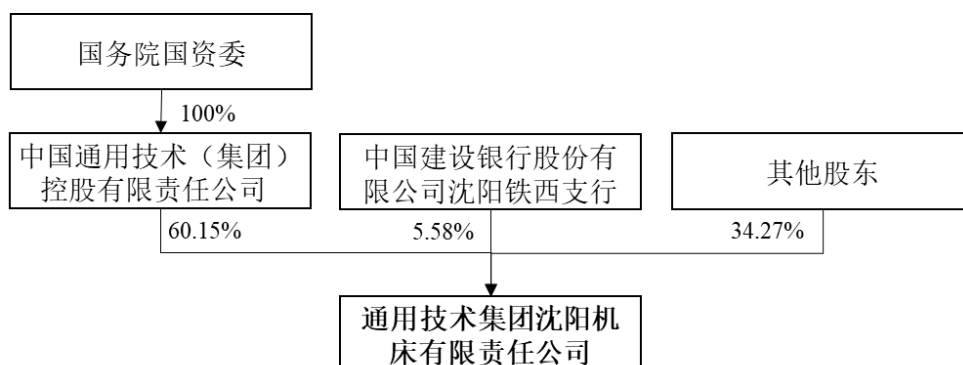 国务院国资委
100%
中国通用技术（集团）
控股有限责任公司
中国建设银行股份有
限公司沈阳铁西支行
其他股东
60.15%
5.58%
34.27%
通用技术集团沈阳机
床有限责任公司